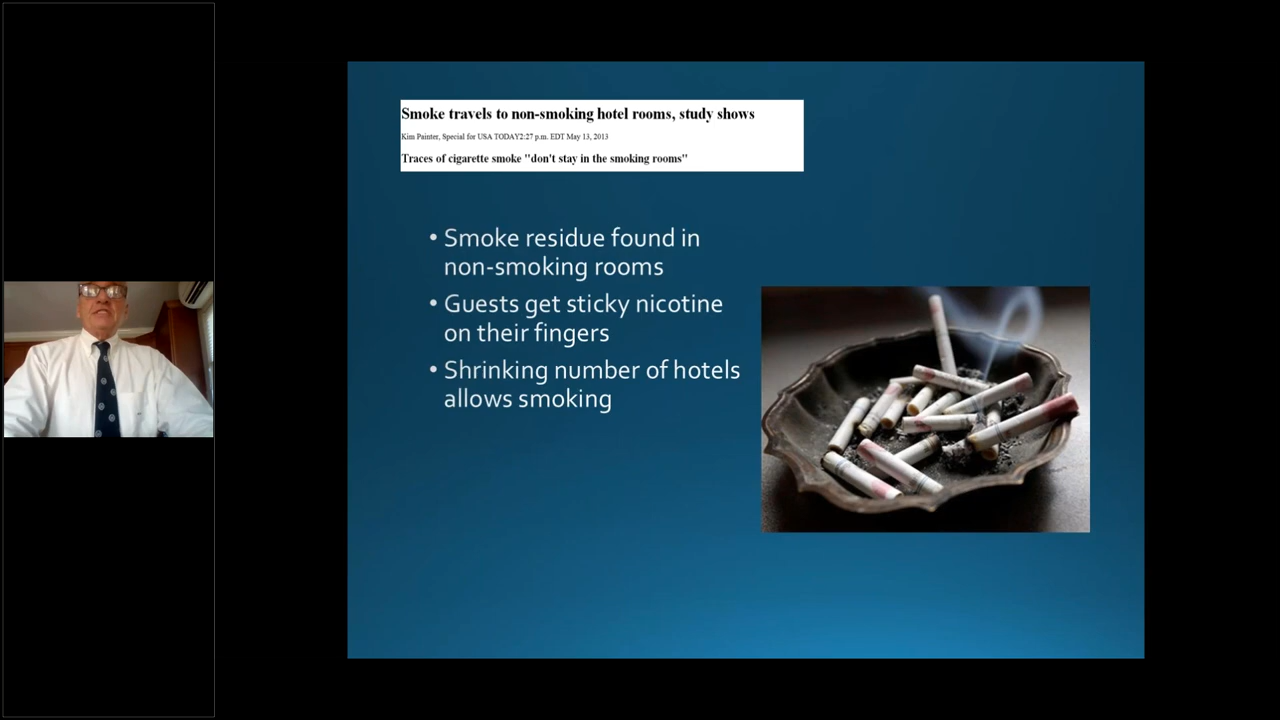 Smoke travels to non-smoking hotel rooms, study shows
Kim Painter, Special for USA TODAY2:27 p.m. EDT May 13, 2013
Traces of cigarette smoke "don't stay in the smoking rooms"
• Smoke residue found in
non-smoking rooms
• Guests get sticky nicotine
on their fingers
• Shrinking number of hotels
allows smoking